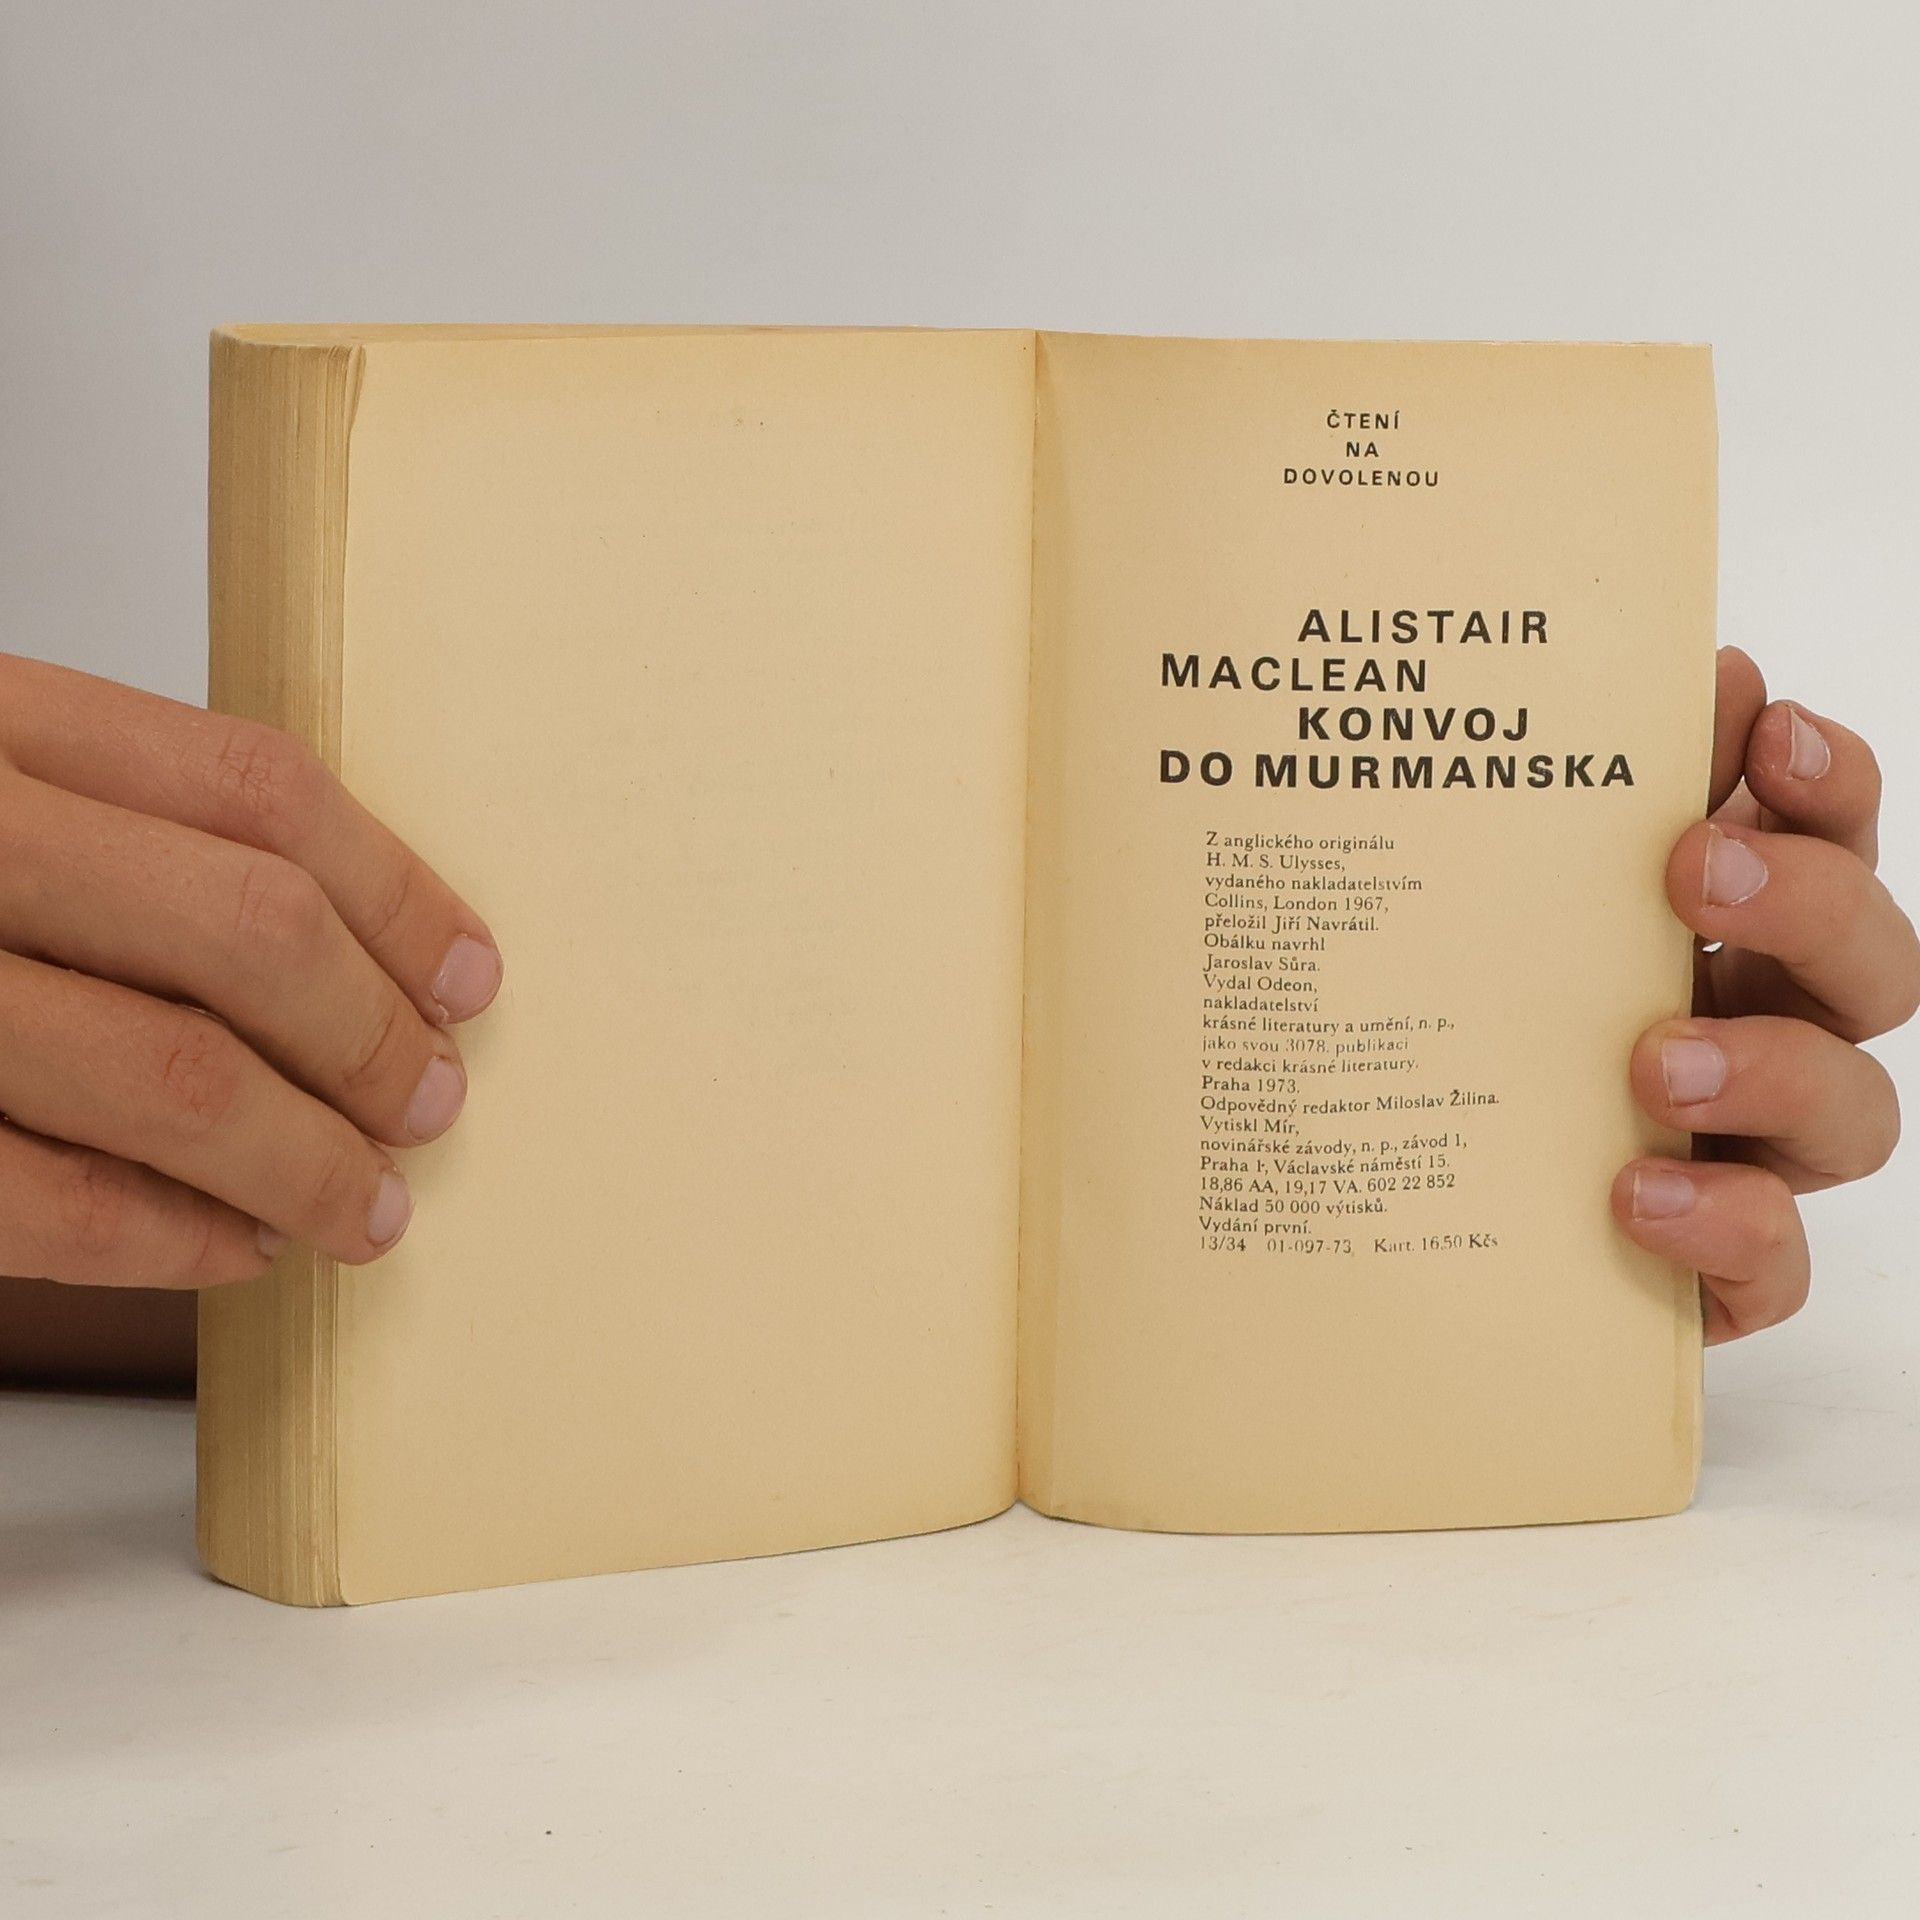 ČTENÍ
NA
DOVOLENOU
ALISTAIR
MACLEAN
KONVOJ
DO MURMANSKA
Z anglického originálu
H. M. S. Ulysses,
vydaného nakladatelstvím
Collins, London 1967,
přeložil Jiří Navrátil.
Obálku navrhl
Jaroslav Sůra.
Vydal Odeon,
nakladatelství
krásné literatury a umění, n. p.,
jako svou 3078. publikaci
v redakci krásné literatury.
Praha 1973.
Odpovědný redaktor Miloslav Žilina.
Vytiskl Mír,
novinářské závody, n. p., závod 1,
Praha 1, Václavské náměstí 15.
18,86 AA, 19,17 VA. 602 22 852
Náklad 50 000 výtisků.
Vydání první.
13/34 01-097-73 Kart. 16,50 Kčs